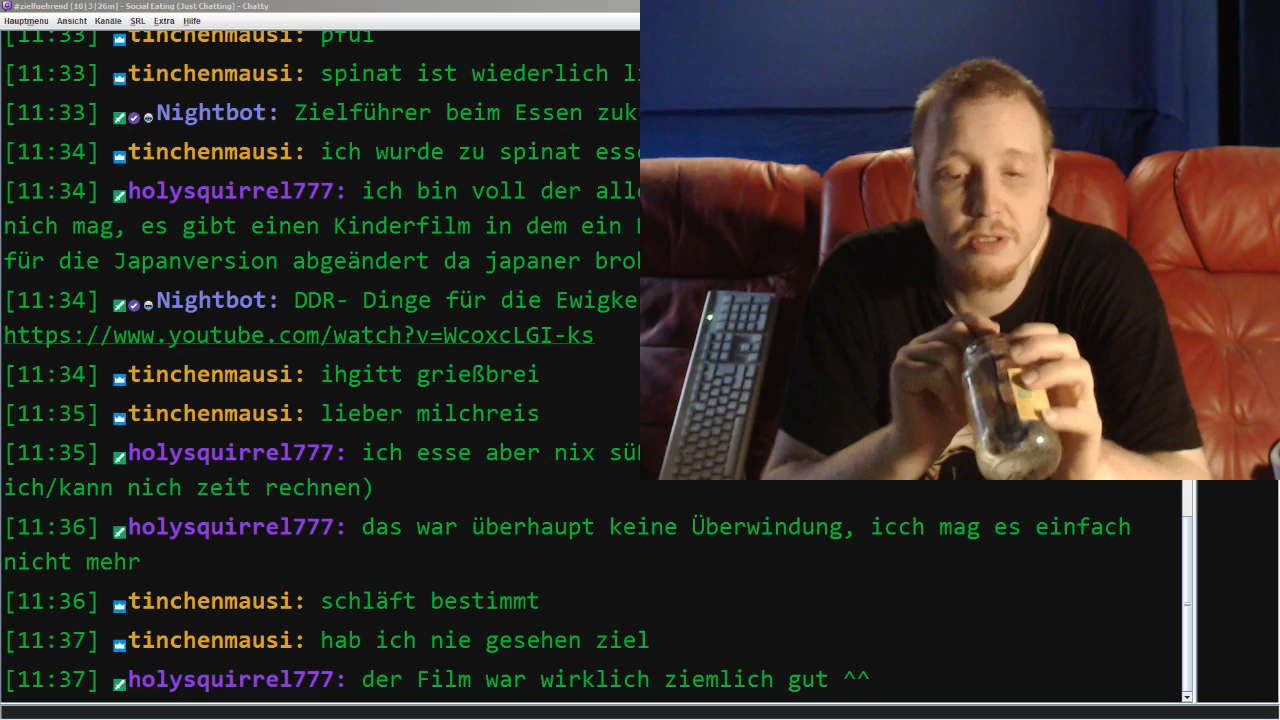 #zielfuehrend [10|3|26m] - Social Eating (Just Chatting) - Chatty
Hauptmenu Ansicht Kanäle SRL Extra Hilfe
[11:33] tinchenmausi: pfui
[11:33] tinchenmausi: spinat ist wiederlich
[11:33] Nightbot: Zielführer beim Essen
[11:34] tinchenmausi: ich wurde zu spinat
[11:34] holysquirrel777: ich bin voll der
nich mag, es gibt einen Kinderfilm in dem ein
für die Japanversion abgeändert da japaner
[11:34] Nightbot: DDR- Dinge für die
https://www.youtube.com/watch?v=WcoxcLGI-ks
[11:34] tinchenmausi: ihgitt grießbrei
[11:35] tinchenmausi: lieber milchreis
[11:35] holysquirrel777: ich esse aber nix
ich/kann nich zeit rechnen)
[11:36] holysquirrel777: das war überhaupt keine Überwindung, icch mag es einfach
nicht mehr
[11:36] tinchenmausi: schläft bestimmt
[11:37] tinchenmausi: hab ich nie gesehen ziel
[11:37] holysquirrel777: der Film war wirklich ziemlich gut ^^